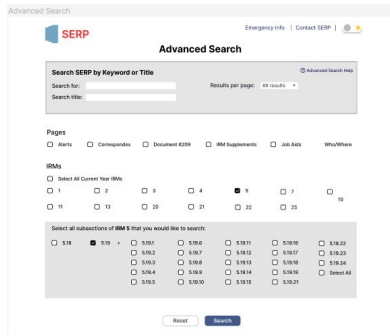 Advanced Search
SERP
Emergency Info | Contact SERP |
Advanced Search
Search SERP by Keyword or Title
Advanced Search Help
Search for:
Results per page: All results
Search title:
Pages
Alerts Correspondex Document 6209 IRM Supplements Job Aids Who/Where
IRMs
Select All Current Year IRMs
1 2 3 4 5 7 10
11 13 20 21 22 25
Select all subsections of IRM 5 that you would like to search:
5.18 5.19 > 5.19.1 5.19.6 5.19.11 5.19.16 5.19.22
5.19.2 5.19.7 5.19.12 5.19.17 5.19.23
5.19.3 5.19.8 5.19.13 5.19.18 5.19.24
5.19.4 5.19.9 5.19.14 5.19.19 Select All
5.19.5 5.19.10 5.19.15 5.19.21
Reset Search